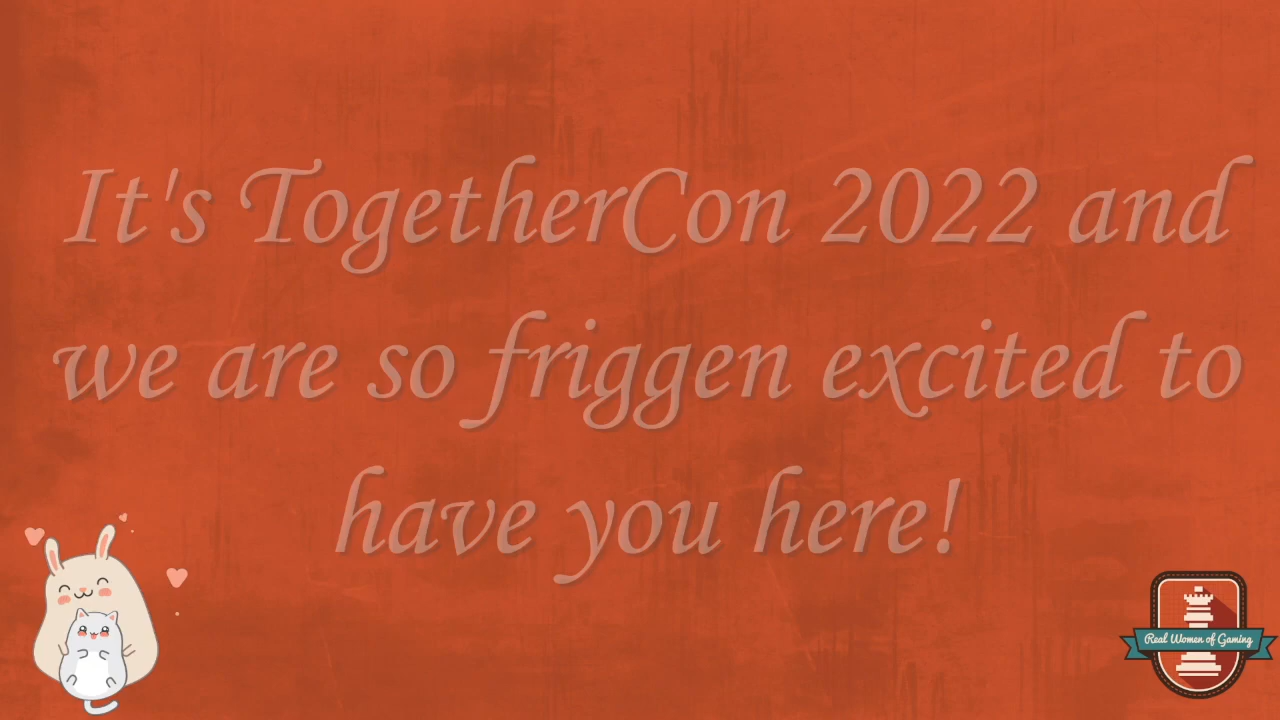 It's TogetherCon 2022 and
we are so friggen excited to
have you here!
Real Women of Gaming